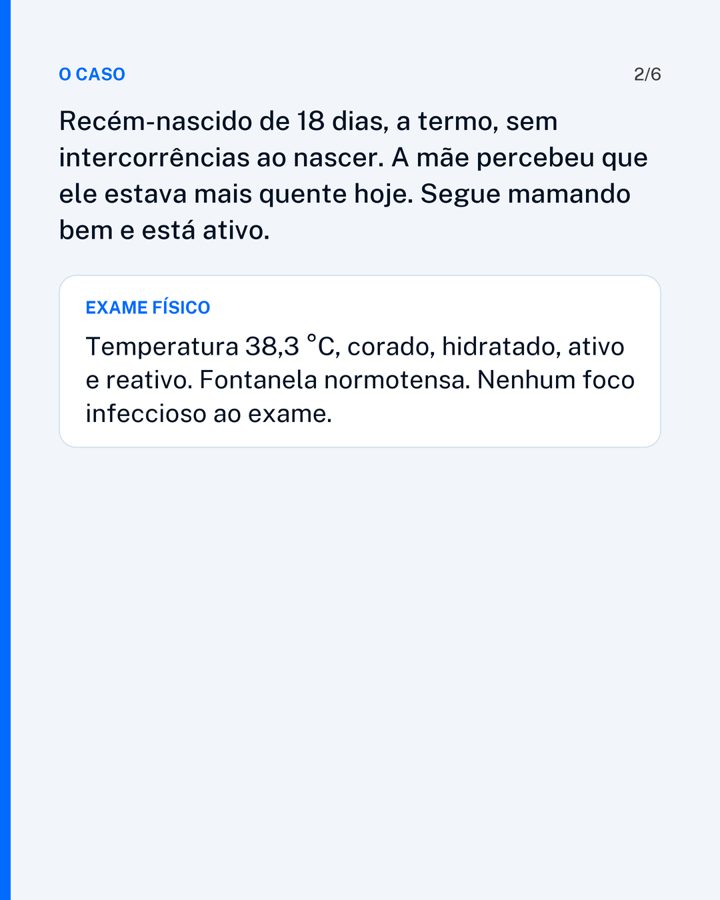 O CASO
2/6
Recém-nascido de 18 dias, a termo, sem
intercorrências ao nascer. A mãe percebeu que
ele estava mais quente hoje. Segue mamando
bem e está ativo.
EXAME FÍSICO
Temperatura 38,3 °C, corado, hidratado, ativo
e reativo. Fontanela normotensa. Nenhum foco
infeccioso ao exame.